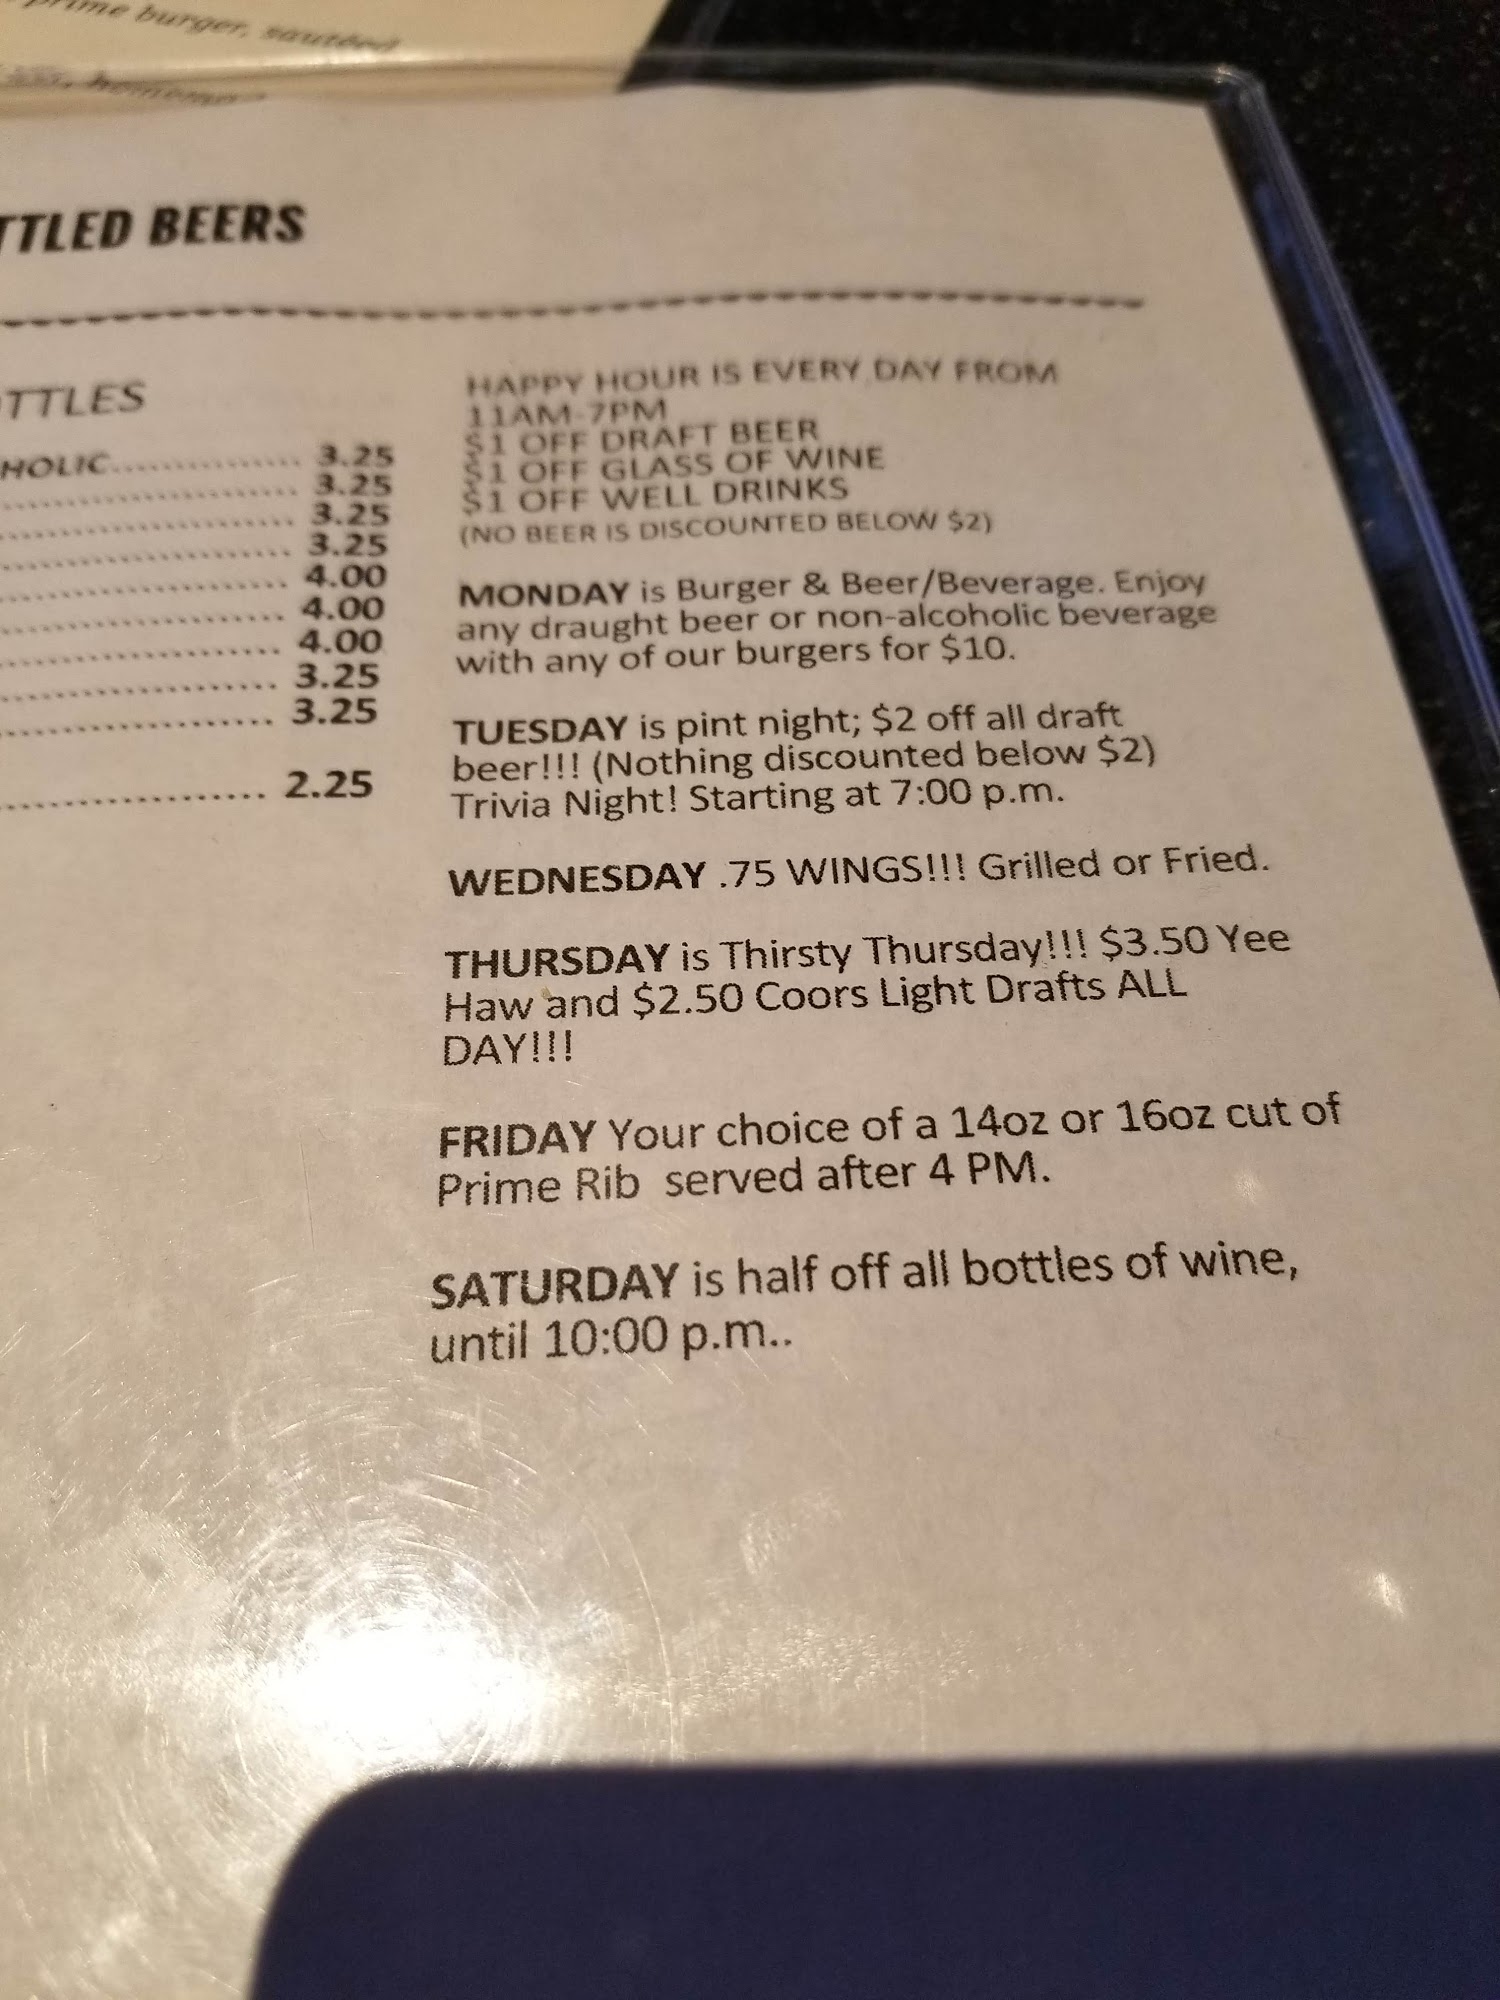 prime burger, sautéed
TTLED BEERS
TTLES
HOLIC.................... 3.25
3.25
3.25
3.25
4.00
4.00
4.00
3.25
3.25
2.25
HAPPY HOUR IS EVERY DAY FROM
11AM-7PM
$1 OFF DRAFT BEER
$1 OFF GLASS OF WINE
$1 OFF WELL DRINKS
(NO BEER IS DISCOUNTED BELOW $2)
MONDAY is Burger & Beer/Beverage. Enjoy
any draught beer or non-alcoholic beverage
with any of our burgers for $10.
TUESDAY is pint night; $2 off all draft
beer!!! (Nothing discounted below $2)
Trivia Night! Starting at 7:00 p.m.
WEDNESDAY .75 WINGS!!! Grilled or Fried.
THURSDAY is Thirsty Thursday!!! $3.50 Yee
Haw and $2.50 Coors Light Drafts ALL
DAY!!!
FRIDAY Your choice of a 14oz or 16oz cut of
Prime Rib served after 4 PM.
SATURDAY is half off all bottles of wine,
until 10:00 p.m..